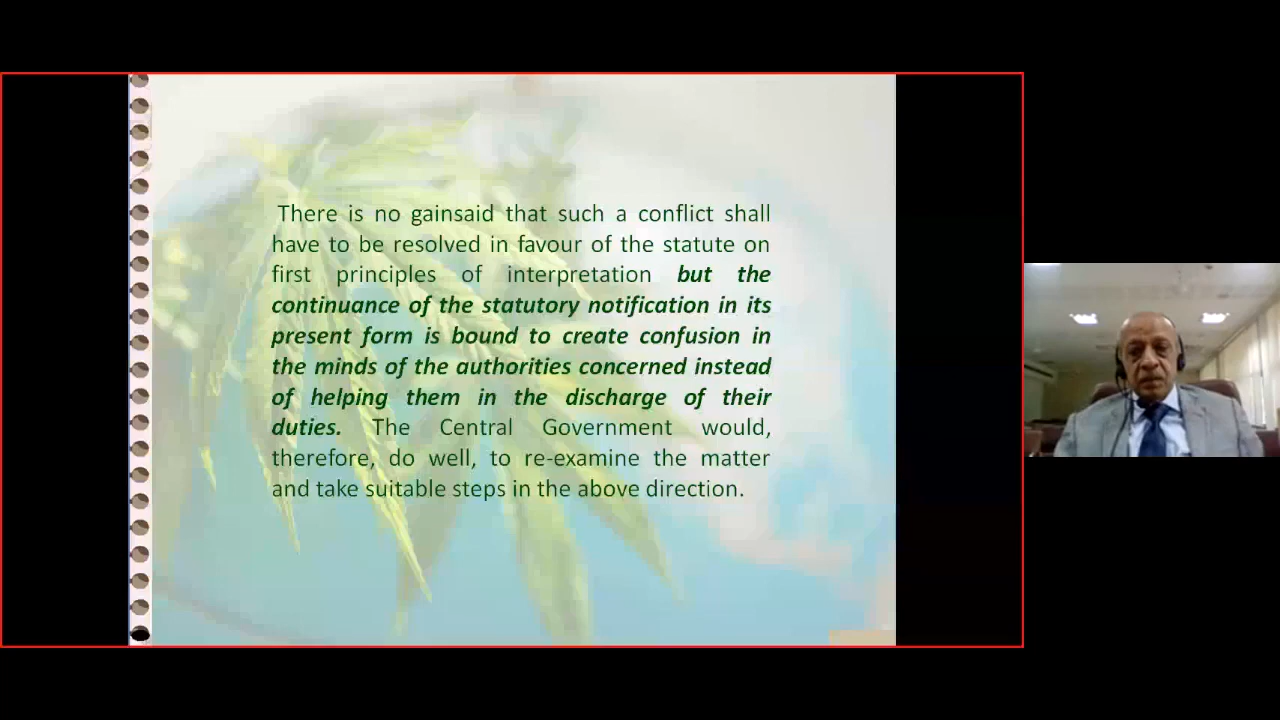 There is no gainsaid that such a conflict shall
have to be resolved in favour of the statute on
first principles of interpretation but the
continuance of the statutory notification in its
present form is bound to create confusion in
the minds of the authorities concerned instead
of helping them in the discharge of their
duties. The Central Government would,
therefore, do well, to re-examine the matter
and take suitable steps in the above direction.